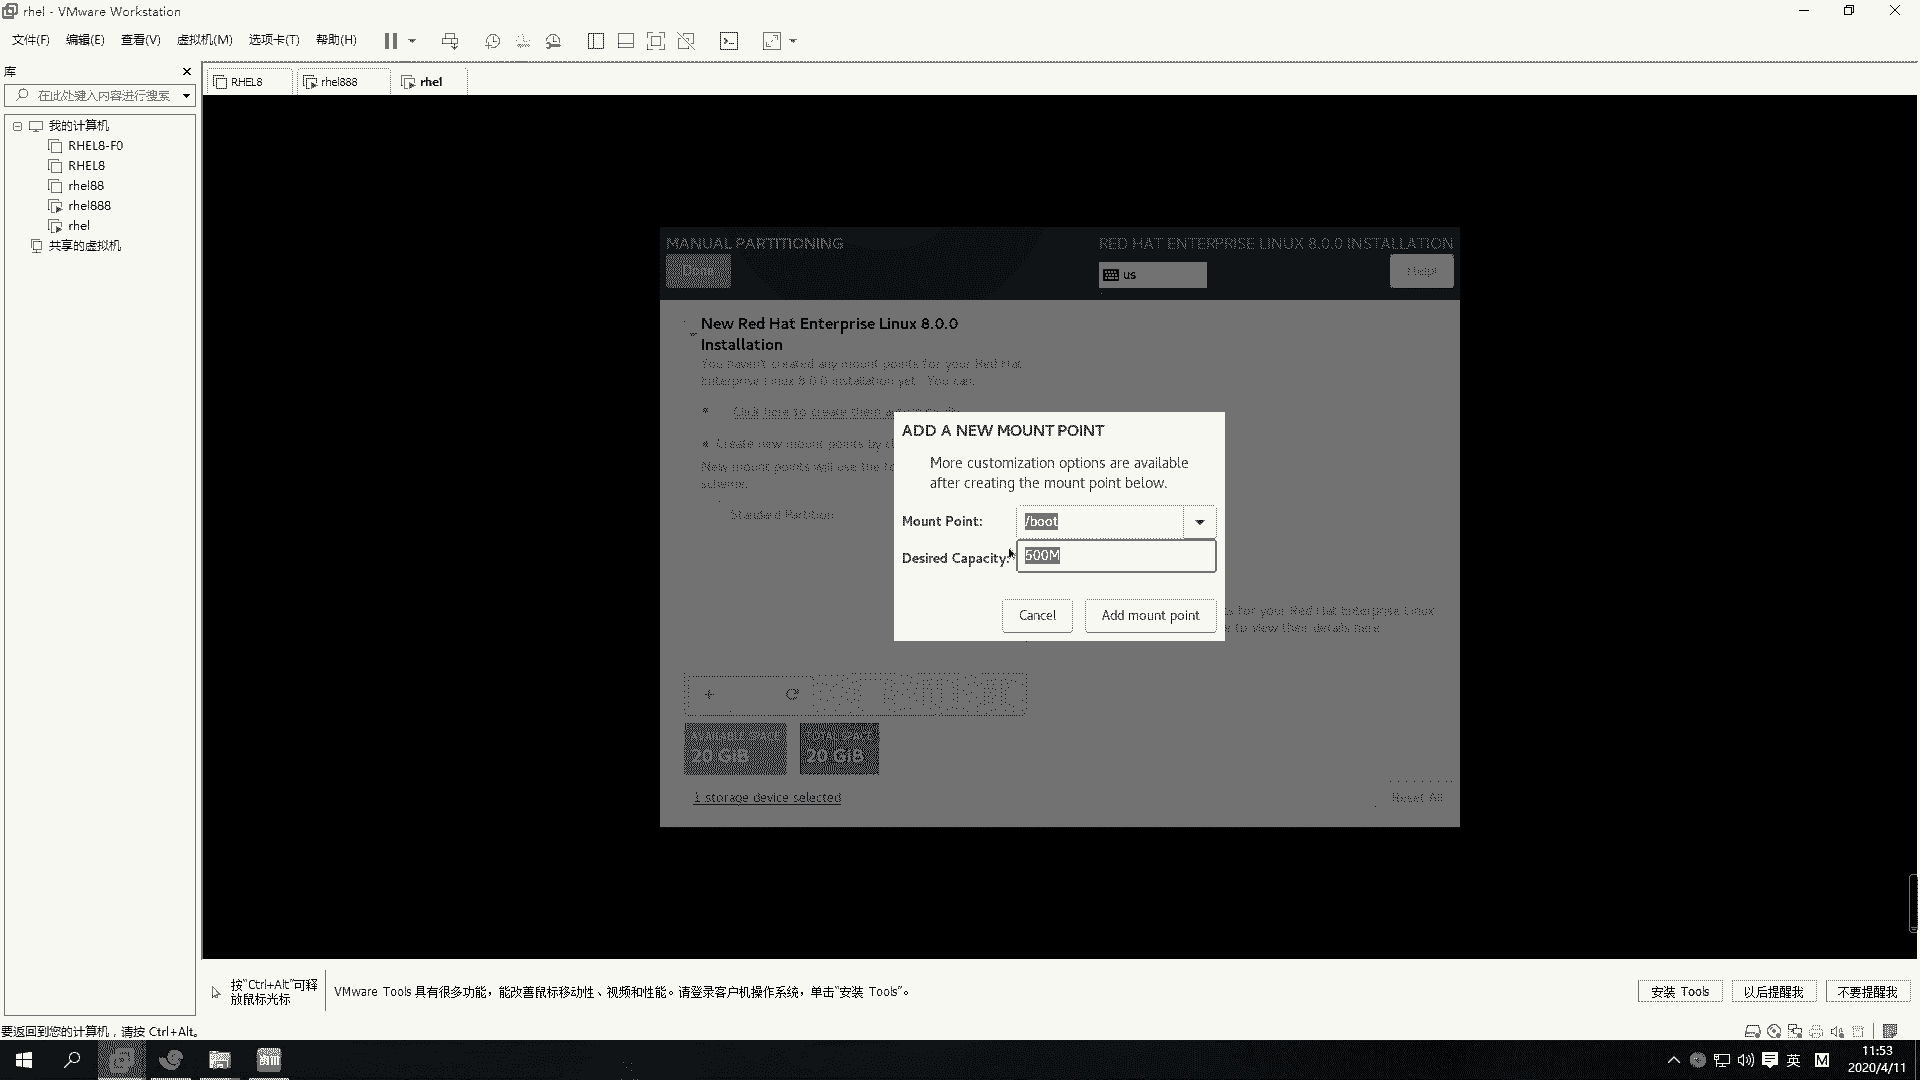 rhel - VMware Workstation
文件(F) 编辑(E) 查看(V) 虚拟机(M) 选项卡(T) 帮助(H)
库
在此处键入内容进行搜索
我的计算机
RHEL8-F0
RHEL8
rhel88
rhel888
rhel
共享的虚拟机
RHEL8 rhel888 rhel
MANUAL PARTITIONING
RED HAT ENTERPRISE LINUX 8.0.0 INSTALLATION
Done
us
Help!
New Red Hat Enterprise Linux 8.0.0
Installation
You haven't created any mount points for your Red Hat
Enterprise Linux 8.0.0 installation yet. You can:
Click here to create them
Create new mount points by
New mount points will use the
scheme:
Standard Partition
ADD A NEW MOUNT POINT
More customization options are available
after creating the mount point below.
Mount Point: /boot
Desired Capacity: 500M
Cancel Add mount point
s for your Red Hat Enterprise Linux
to view their details here.
AVAILABLE SPACE
20 GiB
TOTAL SPACE
20 GiB
1 storage device selected
Reset All
按"Ctrl+Alt"可释
放鼠标光标
VMware Tools 具有很多功能，能改善鼠标移动性、视频和性能。请登录客户机操作系统，单击"安装 Tools"。
安装 Tools 以后提醒我 不要提醒我
要返回到您的计算机，请按 Ctrl+Alt。
英 M
11:53
2020/4/11